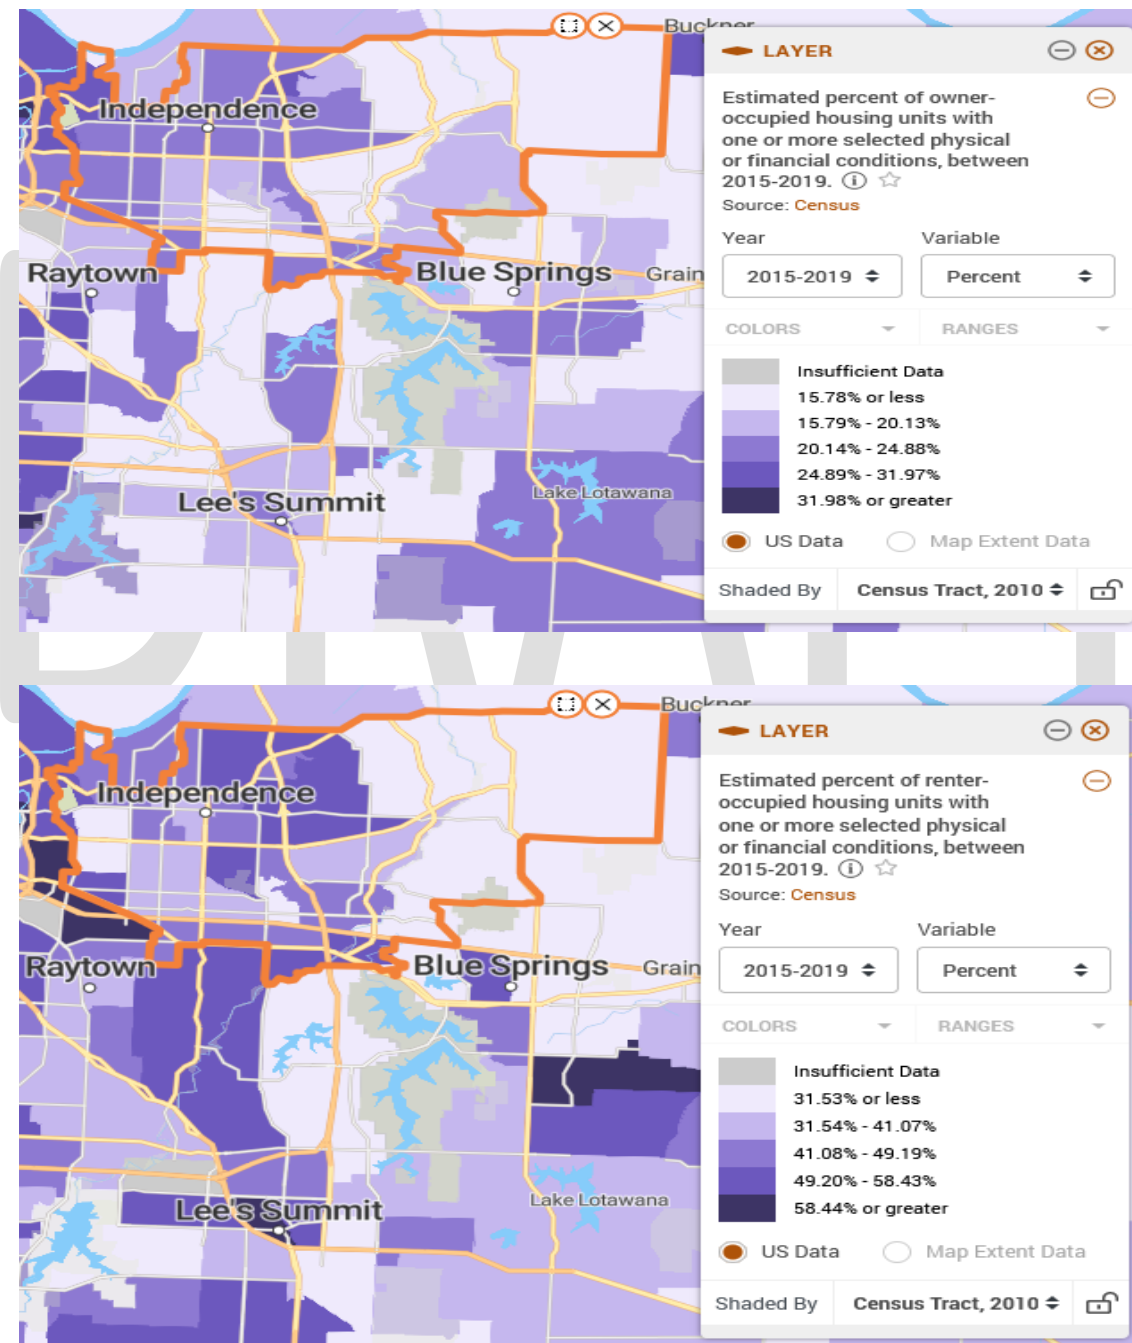 Buckner
LAYER
Independence
Estimated percent of owner-
occupied housing units with
one or more selected physical
or financial conditions, between
2015-2019.
Source: Census
Year
Variable
Raytown
Blue Springs
Grain
2015-2019
Percent
COLORS
RANGES
Insufficient Data
15.78% or less
15.79% - 20.13%
20.14% - 24.88%
24.89% - 31.97%
31.98% or greater
Lee's Summit
Lake Lotawana
US Data
Map Extent Data
Shaded By
Census Tract, 2010
Buckner
LAYER
Independence
Estimated percent of renter-
occupied housing units with
one or more selected physical
or financial conditions, between
2015-2019.
Source: Census
Year
Variable
Raytown
Blue Springs
Grain
2015-2019
Percent
COLORS
RANGES
Insufficient Data
31.53% or less
31.54% - 41.07%
41.08% - 49.19%
49.20% - 58.43%
58.44% or greater
Lee's Summit
Lake Lotawana
US Data
Map Extent Data
Shaded By
Census Tract, 2010